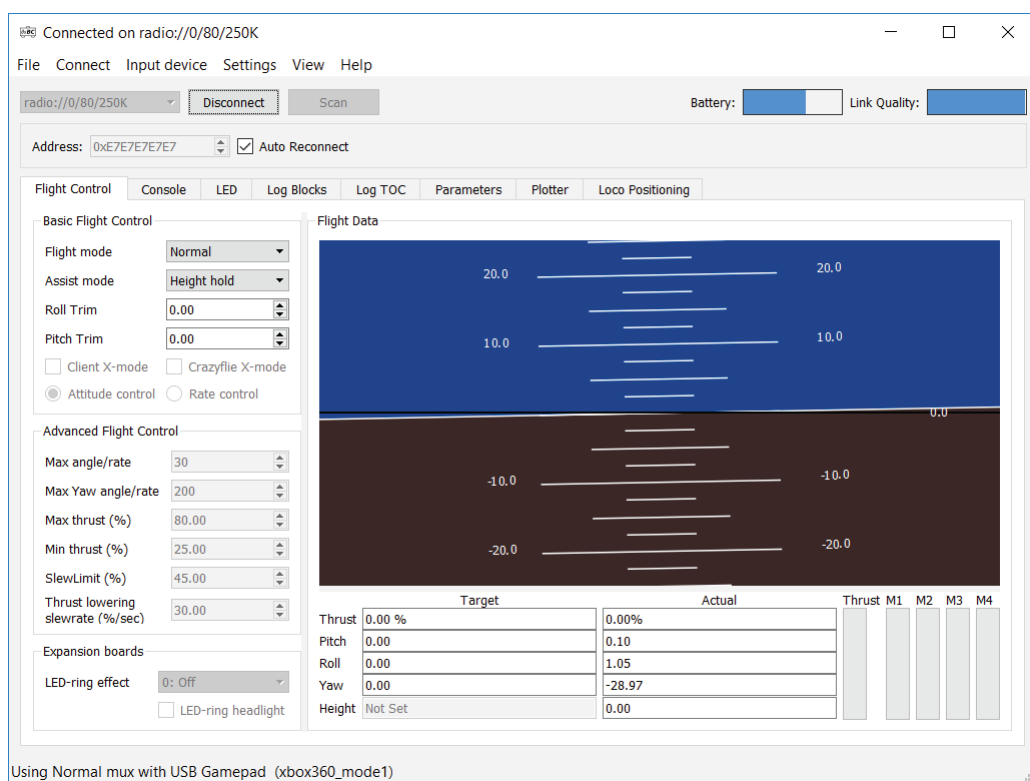 Connected on radio://0/80/250K
File Connect Input device Settings View Help
radio://0/80/250K Disconnect Scan Battery: Link Quality:
Address: 0xE7E7E7E7E7 Auto Reconnect
Flight Control Console LED Log Blocks Log TOC Parameters Plotter Loco Positioning
Basic Flight Control
Flight mode Normal
Assist mode Height hold
Roll Trim 0.00
Pitch Trim 0.00
Client X-mode Crazyflie X-mode
Attitude control Rate control
Advanced Flight Control
Max angle/rate 30
Max Yaw angle/rate 200
Max thrust (%) 80.00
Min thrust (%) 25.00
SlewLimit (%) 45.00
Thrust lowering
slewrate (%/sec) 30.00
Expansion boards
LED-ring effect 0: Off
LED-ring headlight
Flight Data
20.0 20.0
10.0 10.0
0.0
-10.0 -10.0
-20.0 -20.0
Target Actual Thrust M1 M2 M3 M4
Thrust 0.00 % 0.00%
Pitch 0.00 0.10
Roll 0.00 1.05
Yaw 0.00 -28.97
Height Not Set 0.00
Using Normal mux with USB Gamepad (xbox360_mode1)